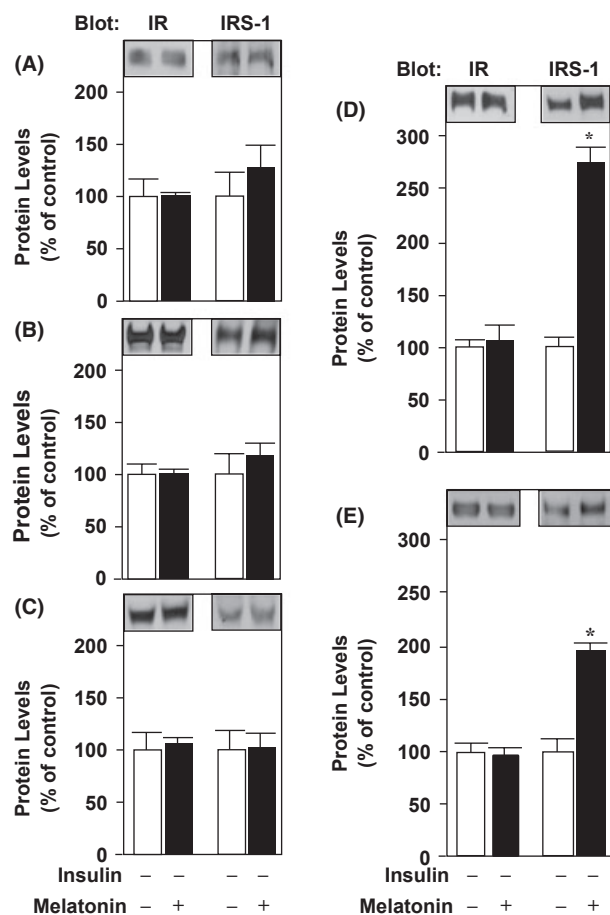 Blot: IR IRS-1
(A)
200
150
100
50
0
Protein Levels
(% of control)
(B)
200
150
100
50
0
Protein Levels
(% of control)
(C)
200
150
100
50
0
Protein Levels
(% of control)
Insulin – – – –
Melatonin – + – +
Blot: IR IRS-1
(D)
300
250
200
150
100
50
0
Protein Levels
(% of control)
*
(E)
300
250
200
150
100
50
0
Protein Levels
(% of control)
*
– – – –
– + – +